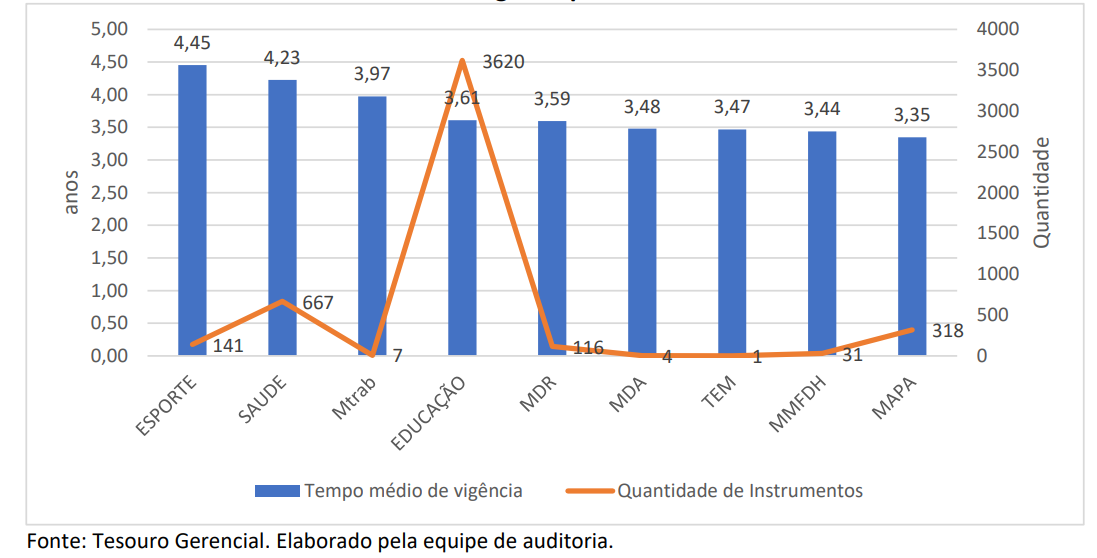 5,00
4,50
4,00
3,50
3,00
2,50
2,00
1,50
1,00
0,50
0,00
anos
4,45
4,23
3,97
3,61
3,59
3,48
3,47
3,44
3,35
141
667
7
3620
116
4
1
31
318
4000
3500
3000
2500
2000
1500
1000
500
0
Quantidade
ESPORTE
SAUDE
Mtrab
EDUCAÇÃO
MDR
MDA
TEM
MMFDH
MAPA
Tempo médio de vigência
Quantidade de Instrumentos
Fonte: Tesouro Gerencial. Elaborado pela equipe de auditoria.